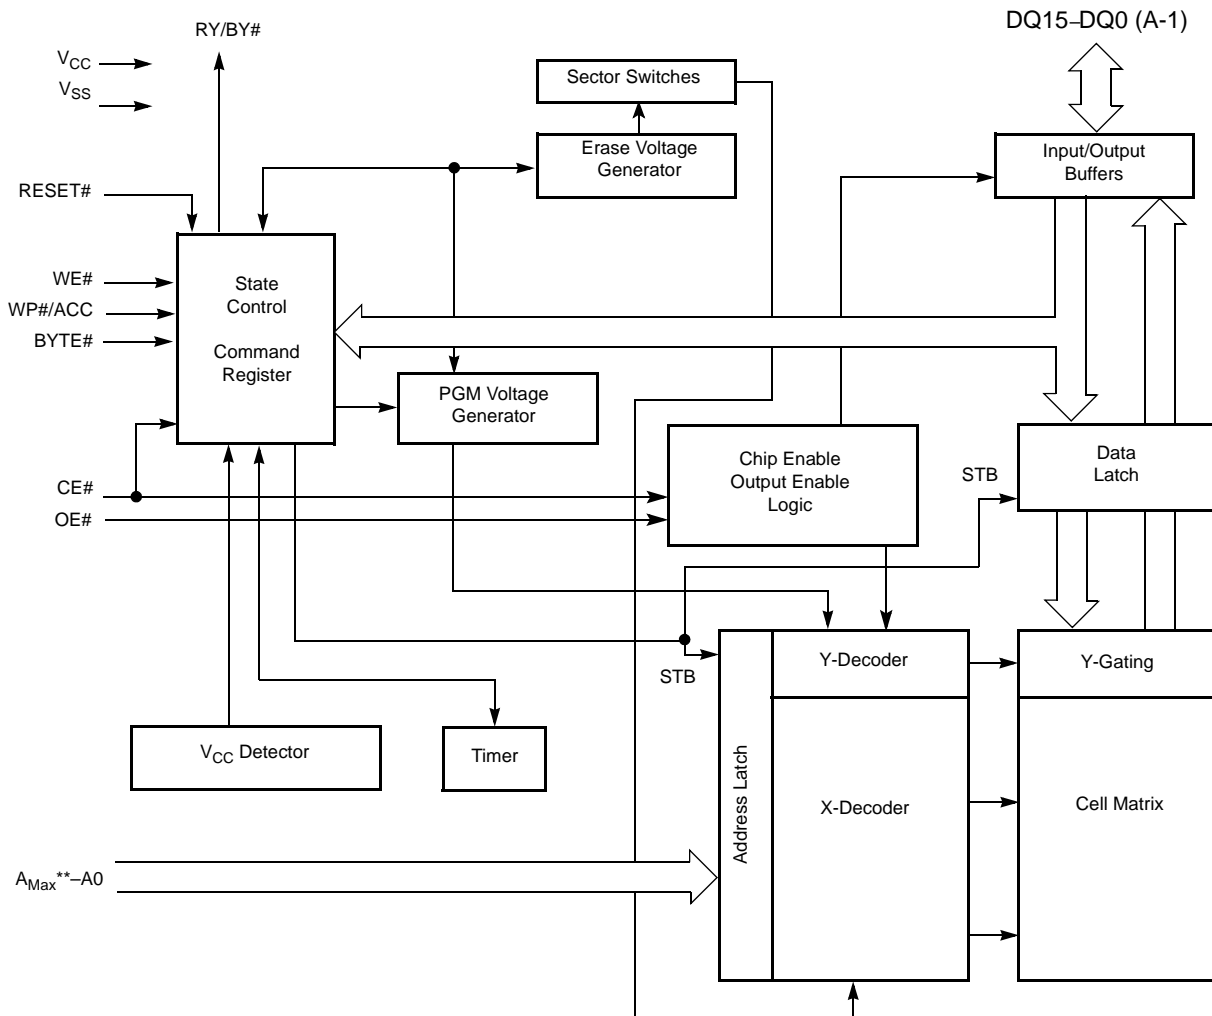 DQ15–DQ0 (A-1)
RY/BY#
VCC
VSS
Sector Switches
Erase Voltage
Generator
Input/Output
Buffers
RESET#
WE#
WP#/ACC
BYTE#
State
Control
Command
Register
PGM Voltage
Generator
Chip Enable
Output Enable
Logic
Data
Latch
STB
CE#
OE#
STB
Y-Decoder
Y-Gating
VCC Detector
Timer
Address Latch
X-Decoder
Cell Matrix
AMax**–A0